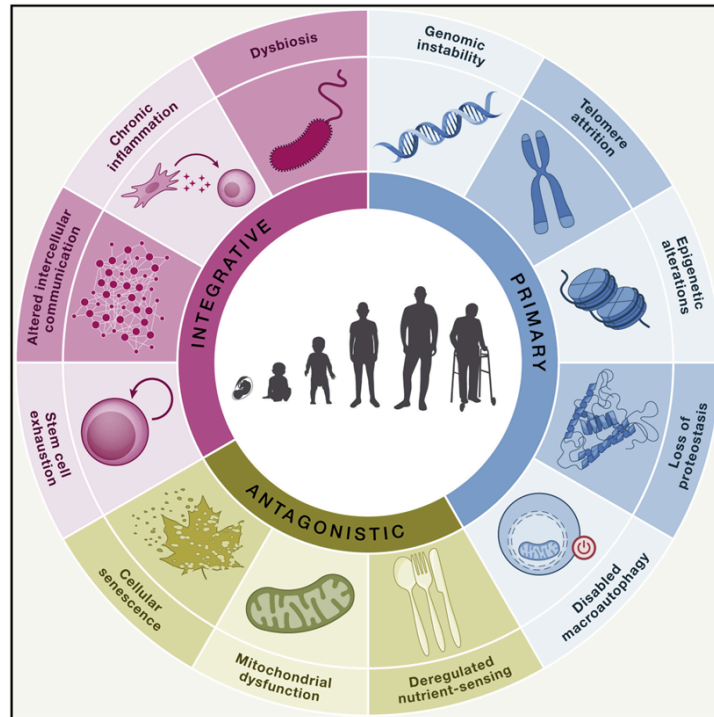 Genomic
instability
Telomere
attrition
Epigenetic
alterations
Loss of
proteostasis
Disabled
macroautophagy
Deregulated
nutrient-sensing
Mitochondrial
dysfunction
Cellular
senescence
Stem cell
exhaustion
Altered intercellular
communication
Chronic
inflammation
Dysbiosis
PRIMARY
ANTAGONISTIC
INTEGRATIVE